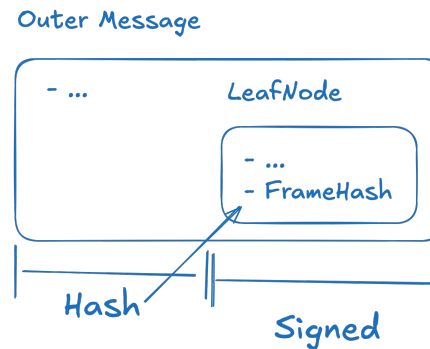 Outer Message
- ...
LeafNode
- ...
- FrameHash
Hash
Signed